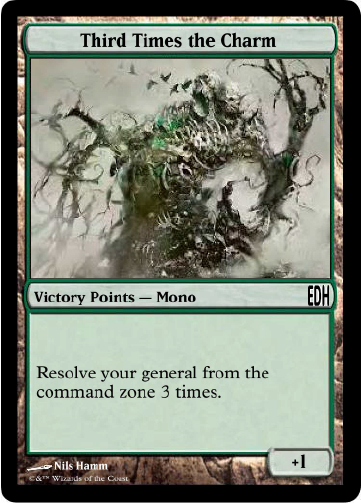 Third Times the Charm
Victory Points — Mono
EDH
Resolve your general from the
command zone 3 times.
Nils Hamm
+1
©&™ Wizards of the Coast